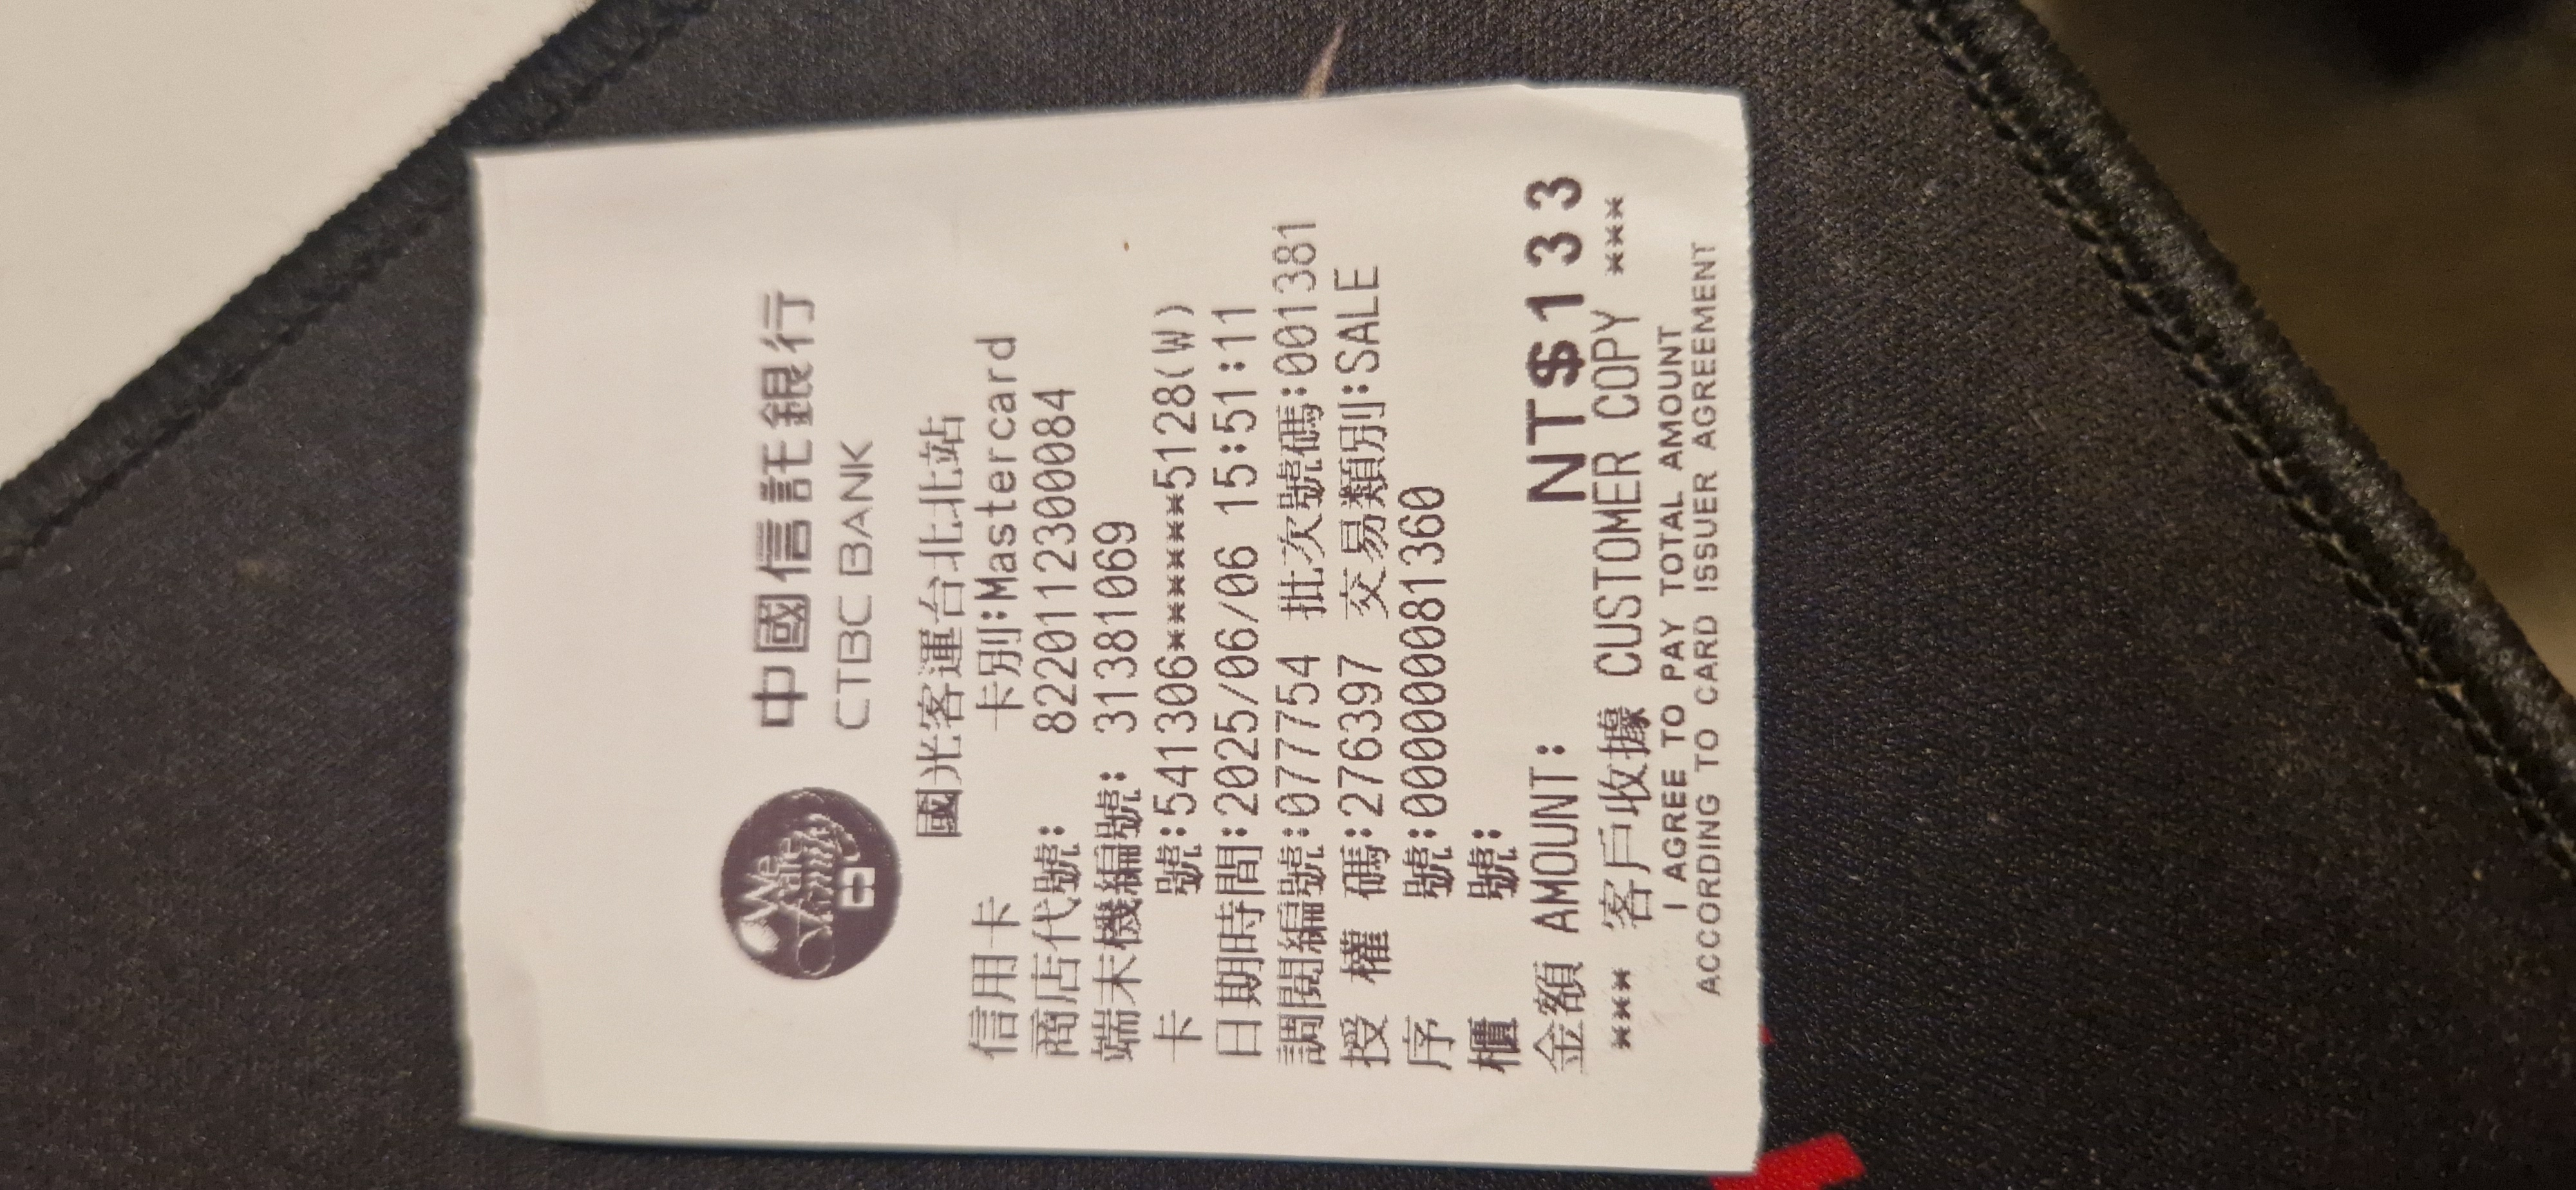 We are Family
中國信託銀行
CTBC BANK
國光客運台北北站
信用卡 卡別:Mastercard
商店代號: 8220112300084
端末機編號: 31381069
卡 號:541306******5128(W)
日期時間:2025/06/06 15:51:11
調閱編號:077754 批次號碼:001381
授 權 碼:276397 交易類別:SALE
序 號:000000081360
櫃 號:
金額 AMOUNT: NT$133
*** 客戶收據 CUSTOMER COPY ***
I AGREE TO PAY TOTAL AMOUNT
ACCORDING TO CARD ISSUER AGREEMENT